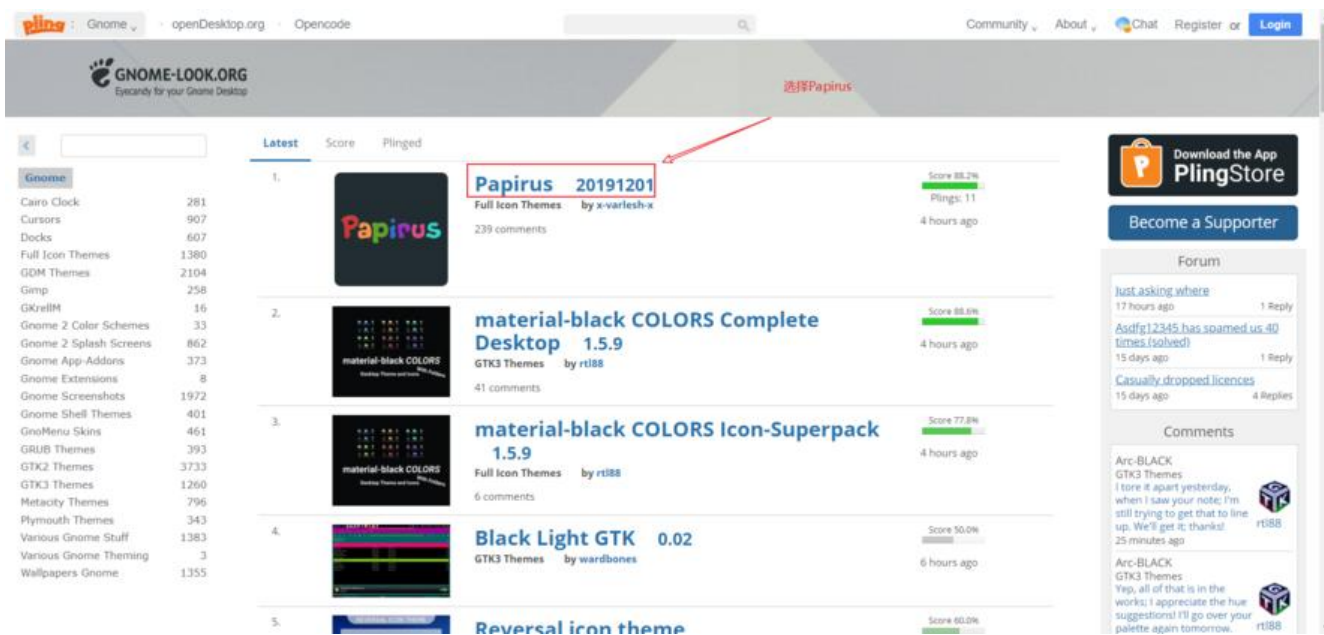 pling : Gnome openDesktop.org Opencode Community About Chat Register or Login
GNOME-LOOK.ORG
Eyecandy for your Gnome Desktop
选择Papirus
Gnome
Cairo Clock 281
Cursors 907
Docks 607
Full Icon Themes 1380
GDM Themes 2104
Gimp 258
GKrellM 16
Gnome 2 Color Schemes 33
Gnome 2 Splash Screens 862
Gnome App-Addons 373
Gnome Extensions 8
Gnome Screenshots 1972
Gnome Shell Themes 401
GnoMenu Skins 461
GRUB Themes 393
GTK2 Themes 3733
GTK3 Themes 1260
Metacity Themes 796
Plymouth Themes 343
Various Gnome Stuff 1383
Various Gnome Theming 3
Wallpapers Gnome 1355
Latest Score Plinged
1.
Papirus
Papirus 20191201
Full Icon Themes by x-varlesh-x
239 comments
Score 88.2%
Plings: 11
4 hours ago
2.
material-black COLORS
material-black COLORS Complete
Desktop 1.5.9
GTK3 Themes by rtl88
41 comments
Score 88.6%
4 hours ago
3.
material-black COLORS
material-black COLORS Icon-Superpack
1.5.9
Full Icon Themes by rtl88
6 comments
Score 77.8%
4 hours ago
4.
Black Light GTK 0.02
GTK3 Themes by wardbones
Score 50.0%
6 hours ago
5.
Reversal icon theme
Score 60.0%
Download the App
PlingStore
Become a Supporter
Forum
Just asking where
17 hours ago 1 Reply
Asdfg12345 has spamed us 40
times (solved)
15 days ago 1 Reply
Casually dropped licences
15 days ago 4 Replies
Comments
Arc-BLACK
GTK3 Themes
I tore it apart yesterday,
when I saw your note; I'm
still trying to get that to line
up. We'll get it; thanks!
25 minutes ago
rtl88
Arc-BLACK
GTK3 Themes
Yep, all of that is in the
works; I appreciate the hue
suggestions! I'll go over your
palette again tomorrow.
rtl88